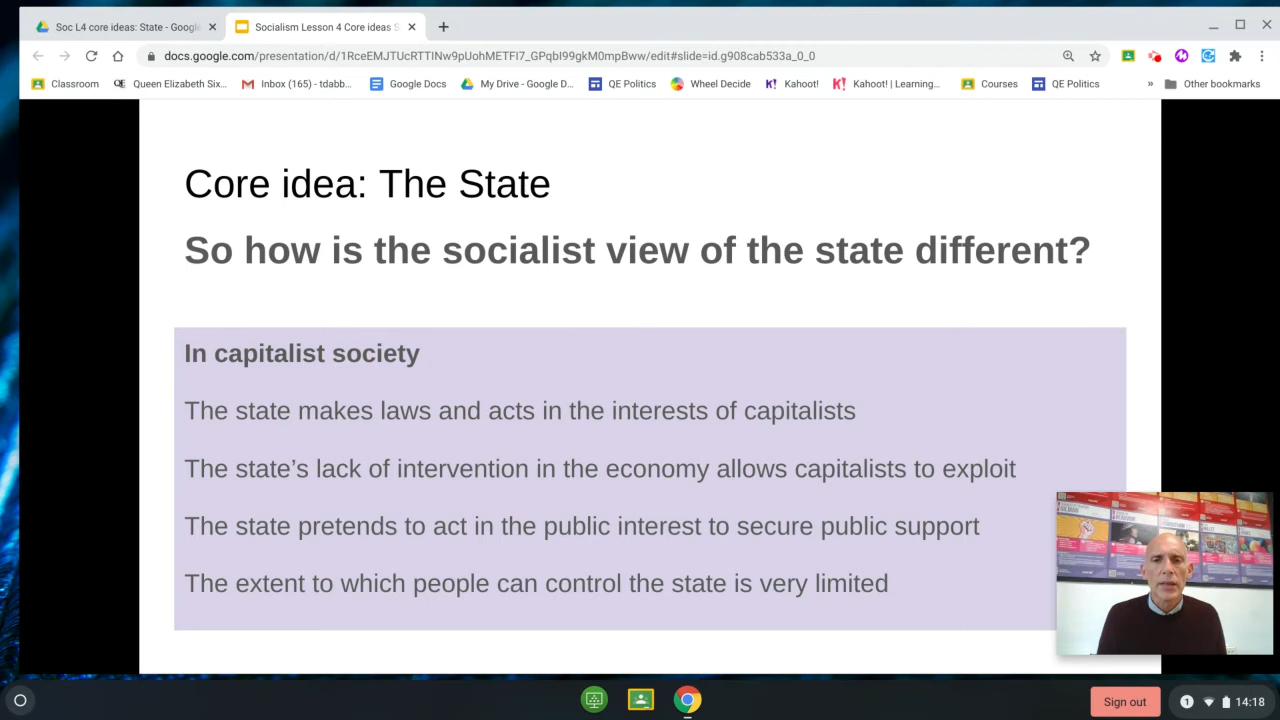 Soc L4 core ideas: State - Google
Socialism Lesson 4 Core ideas S
docs.google.com/presentation/d/1RceEMJTUcRTTINw9pUohMETFI7_GPqbI99gkM0mpBww/edit#slide=id.g908cab533a_0_0
Classroom
Queen Elizabeth Six...
Inbox (165) - tdabb...
Google Docs
My Drive - Google D...
QE Politics
Wheel Decide
Kahoot!
Kahoot! | Learning...
Courses
QE Politics
Other bookmarks
Core idea: The State
So how is the socialist view of the state different?
In capitalist society
The state makes laws and acts in the interests of capitalists
The state’s lack of intervention in the economy allows capitalists to exploit
The state pretends to act in the public interest to secure public support
The extent to which people can control the state is very limited
Sign out
1
14:18